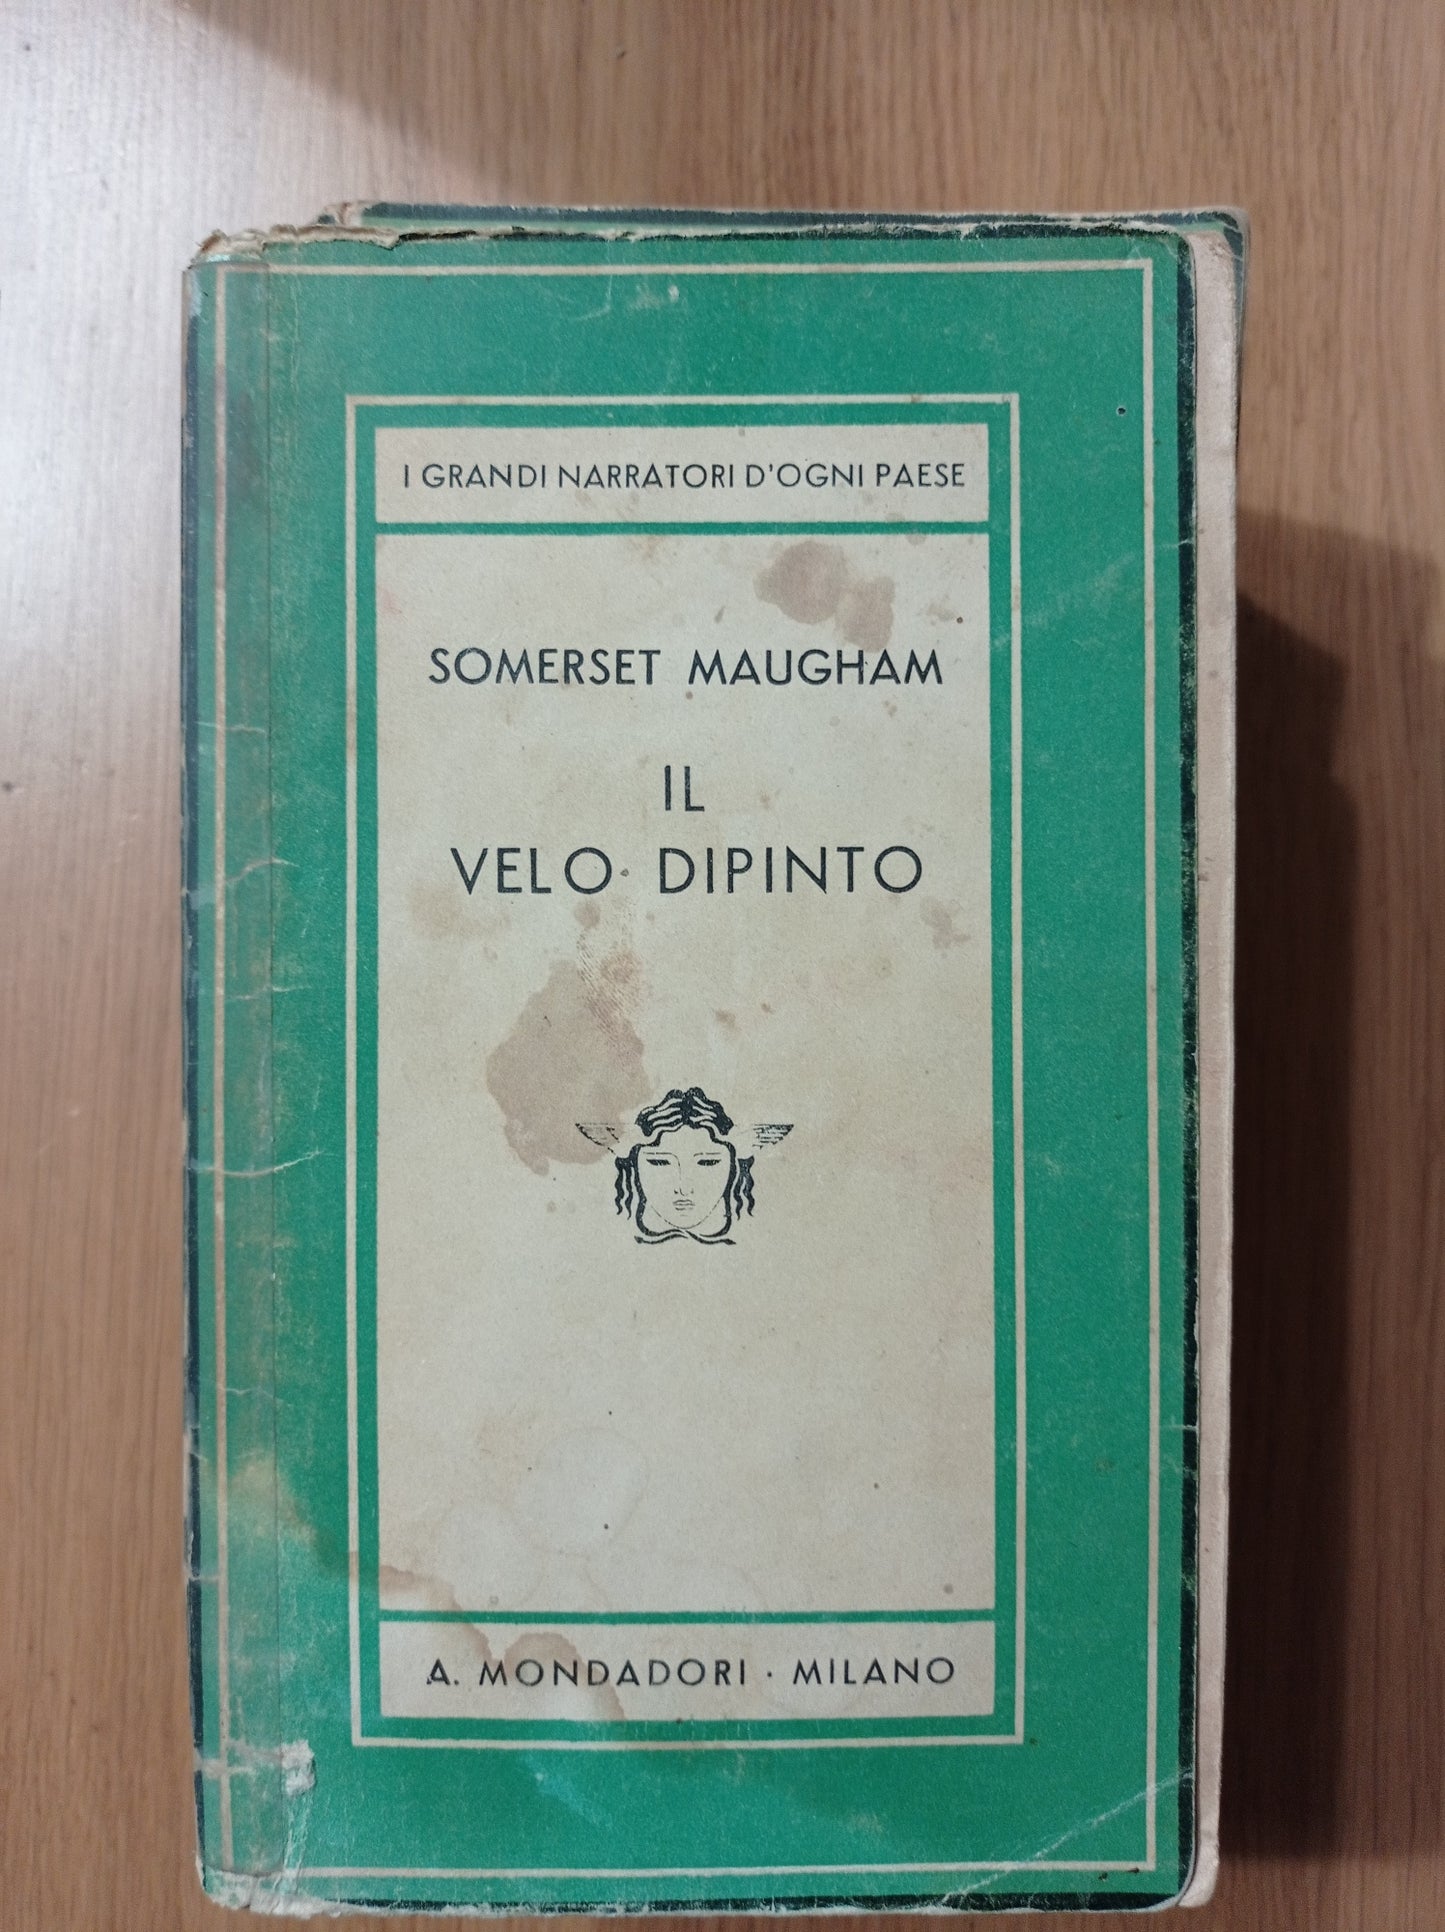 I GRANDI NARRATORI D'OGNI PAESE
SOMERSET MAUGHAM
IL
VELO DIPINTO
A. MONDADORI · MILANO